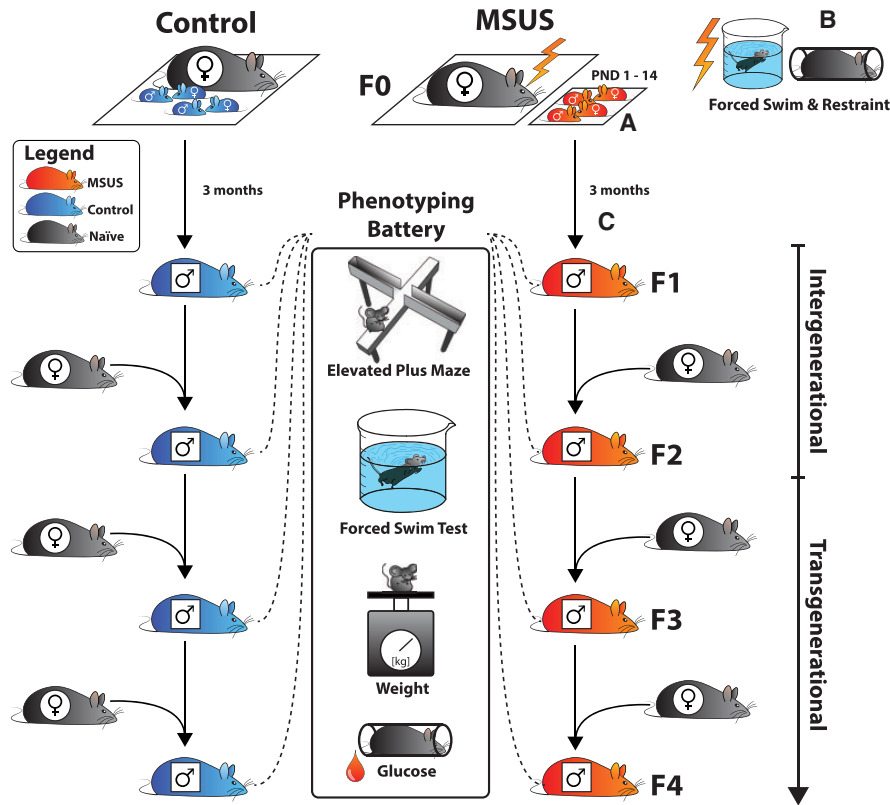 Control
MSUS
B
F0
PND 1 - 14
A
Forced Swim & Restraint
Legend
MSUS
Control
Naïve
3 months
3 months
C
Phenotyping
Battery
F1
Elevated Plus Maze
F2
Forced Swim Test
F3
[kg]
Weight
Glucose
F4
Intergenerational
Transgenerational